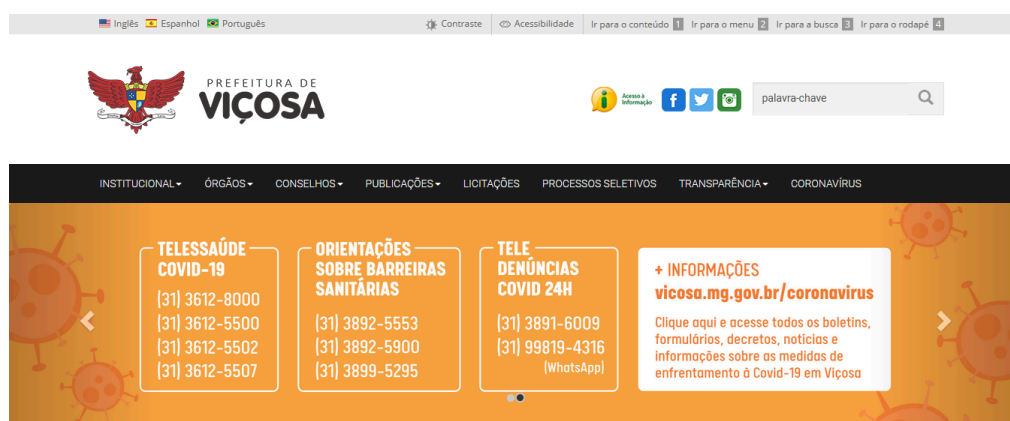 Inglês Espanhol Português Contraste Acessibilidade Ir para o conteúdo 1 Ir para o menu 2 Ir para a busca 3 Ir para o rodapé 4
PREFEITURA DE
VIÇOSA
Acesso à
Informação
palavra-chave
INSTITUCIONAL ÓRGÃOS CONSELHOS PUBLICAÇÕES LICITAÇÕES PROCESSOS SELETIVOS TRANSPARÊNCIA CORONAVÍRUS
TELESSAÚDE
COVID-19
(31) 3612-8000
(31) 3612-5500
(31) 3612-5502
(31) 3612-5507
ORIENTAÇÕES
SOBRE BARREIRAS
SANITÁRIAS
(31) 3892-5553
(31) 3892-5900
(31) 3899-5295
TELE
DENÚNCIAS
COVID 24H
(31) 3891-6009
(31) 99819-4316
(WhatsApp)
+ INFORMAÇÕES
vicosa.mg.gov.br/coronavirus
Clique aqui e acesse todos os boletins,
formulários, decretos, notícias e
informações sobre as medidas de
enfrentamento à Covid-19 em Viçosa